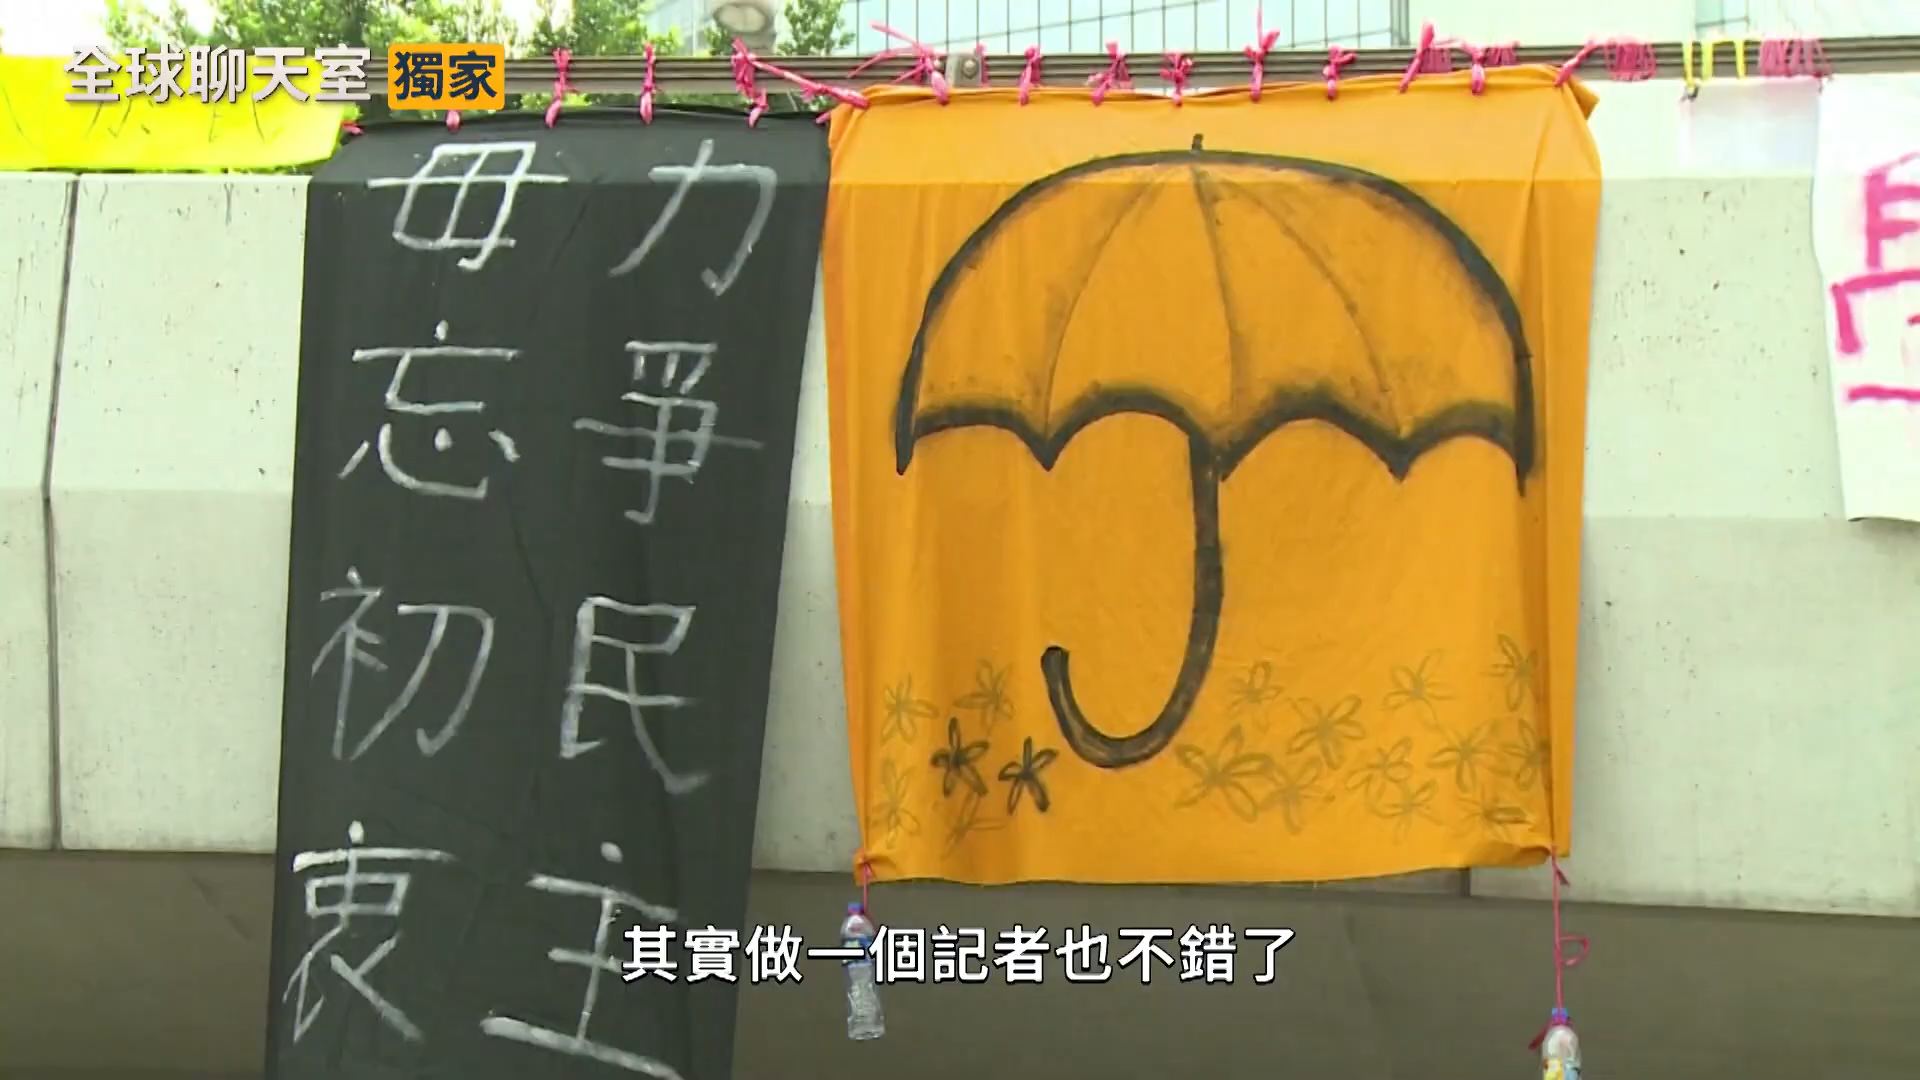 全球聊天室 獨家
力爭民主
毋忘初衷
其實做一個記者也不錯了